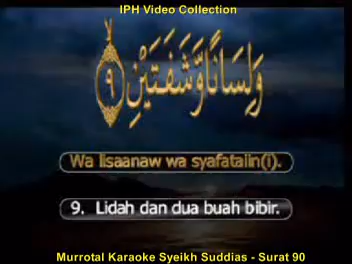 IPH Video Collection
وَلِسَانًا وَّشَفَتَيْنِ ۙ ٩
Wa lisaanaw wa syafataiin(i).
9. Lidah dan dua buah bibir.
Murrotal Karaoke Syeikh Suddias - Surat 90